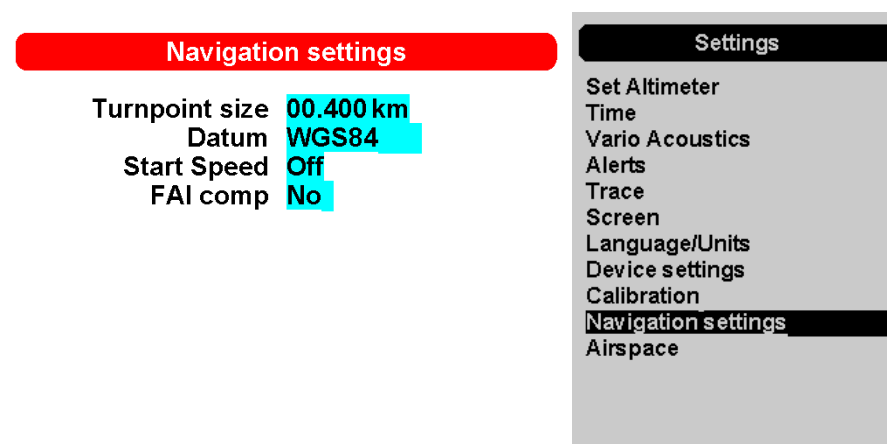 Navigation settings
Turnpoint size 00.400 km
Datum WGS84
Start Speed Off
FAI comp No
Settings
Set Altimeter
Time
Vario Acoustics
Alerts
Trace
Screen
Language/Units
Device settings
Calibration
Navigation settings
Airspace